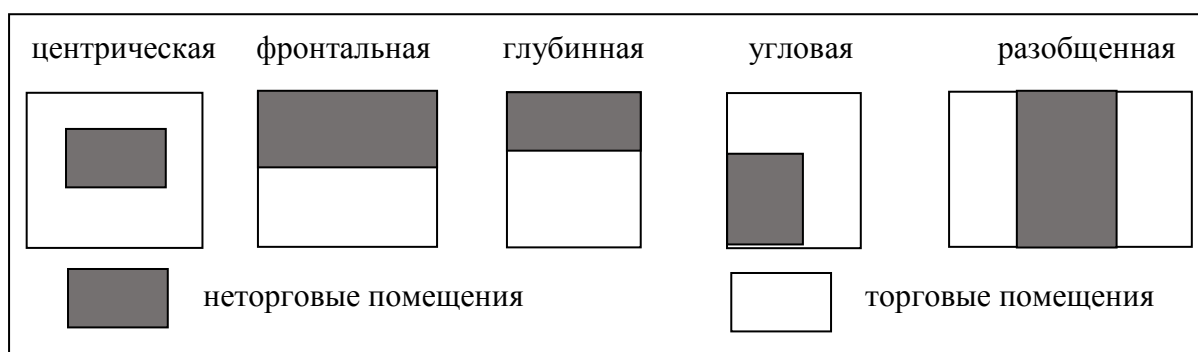 центрическая фронтальная глубинная угловая разобщенная
неторговые помещения торговые помещения